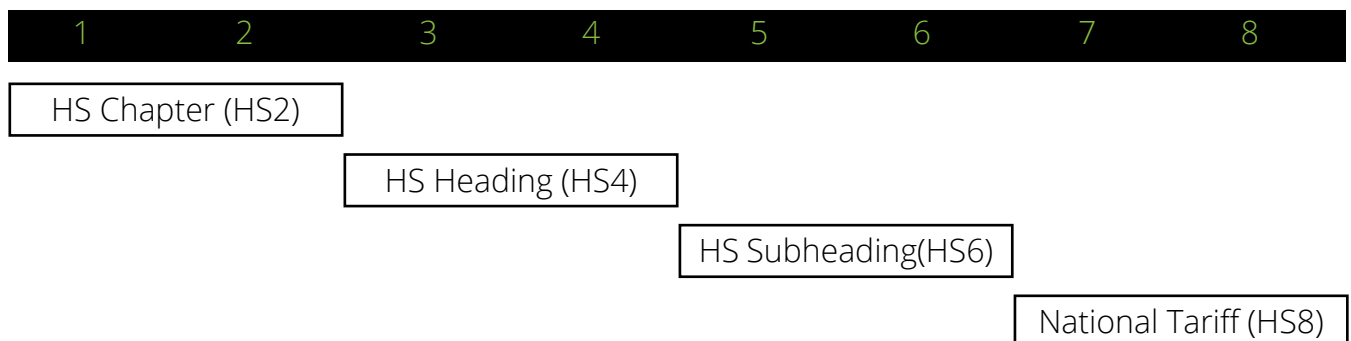 1 2 3 4 5 6 7 8
HS Chapter (HS2)
HS Heading (HS4)
HS Subheading(HS6)
National Tariff (HS8)